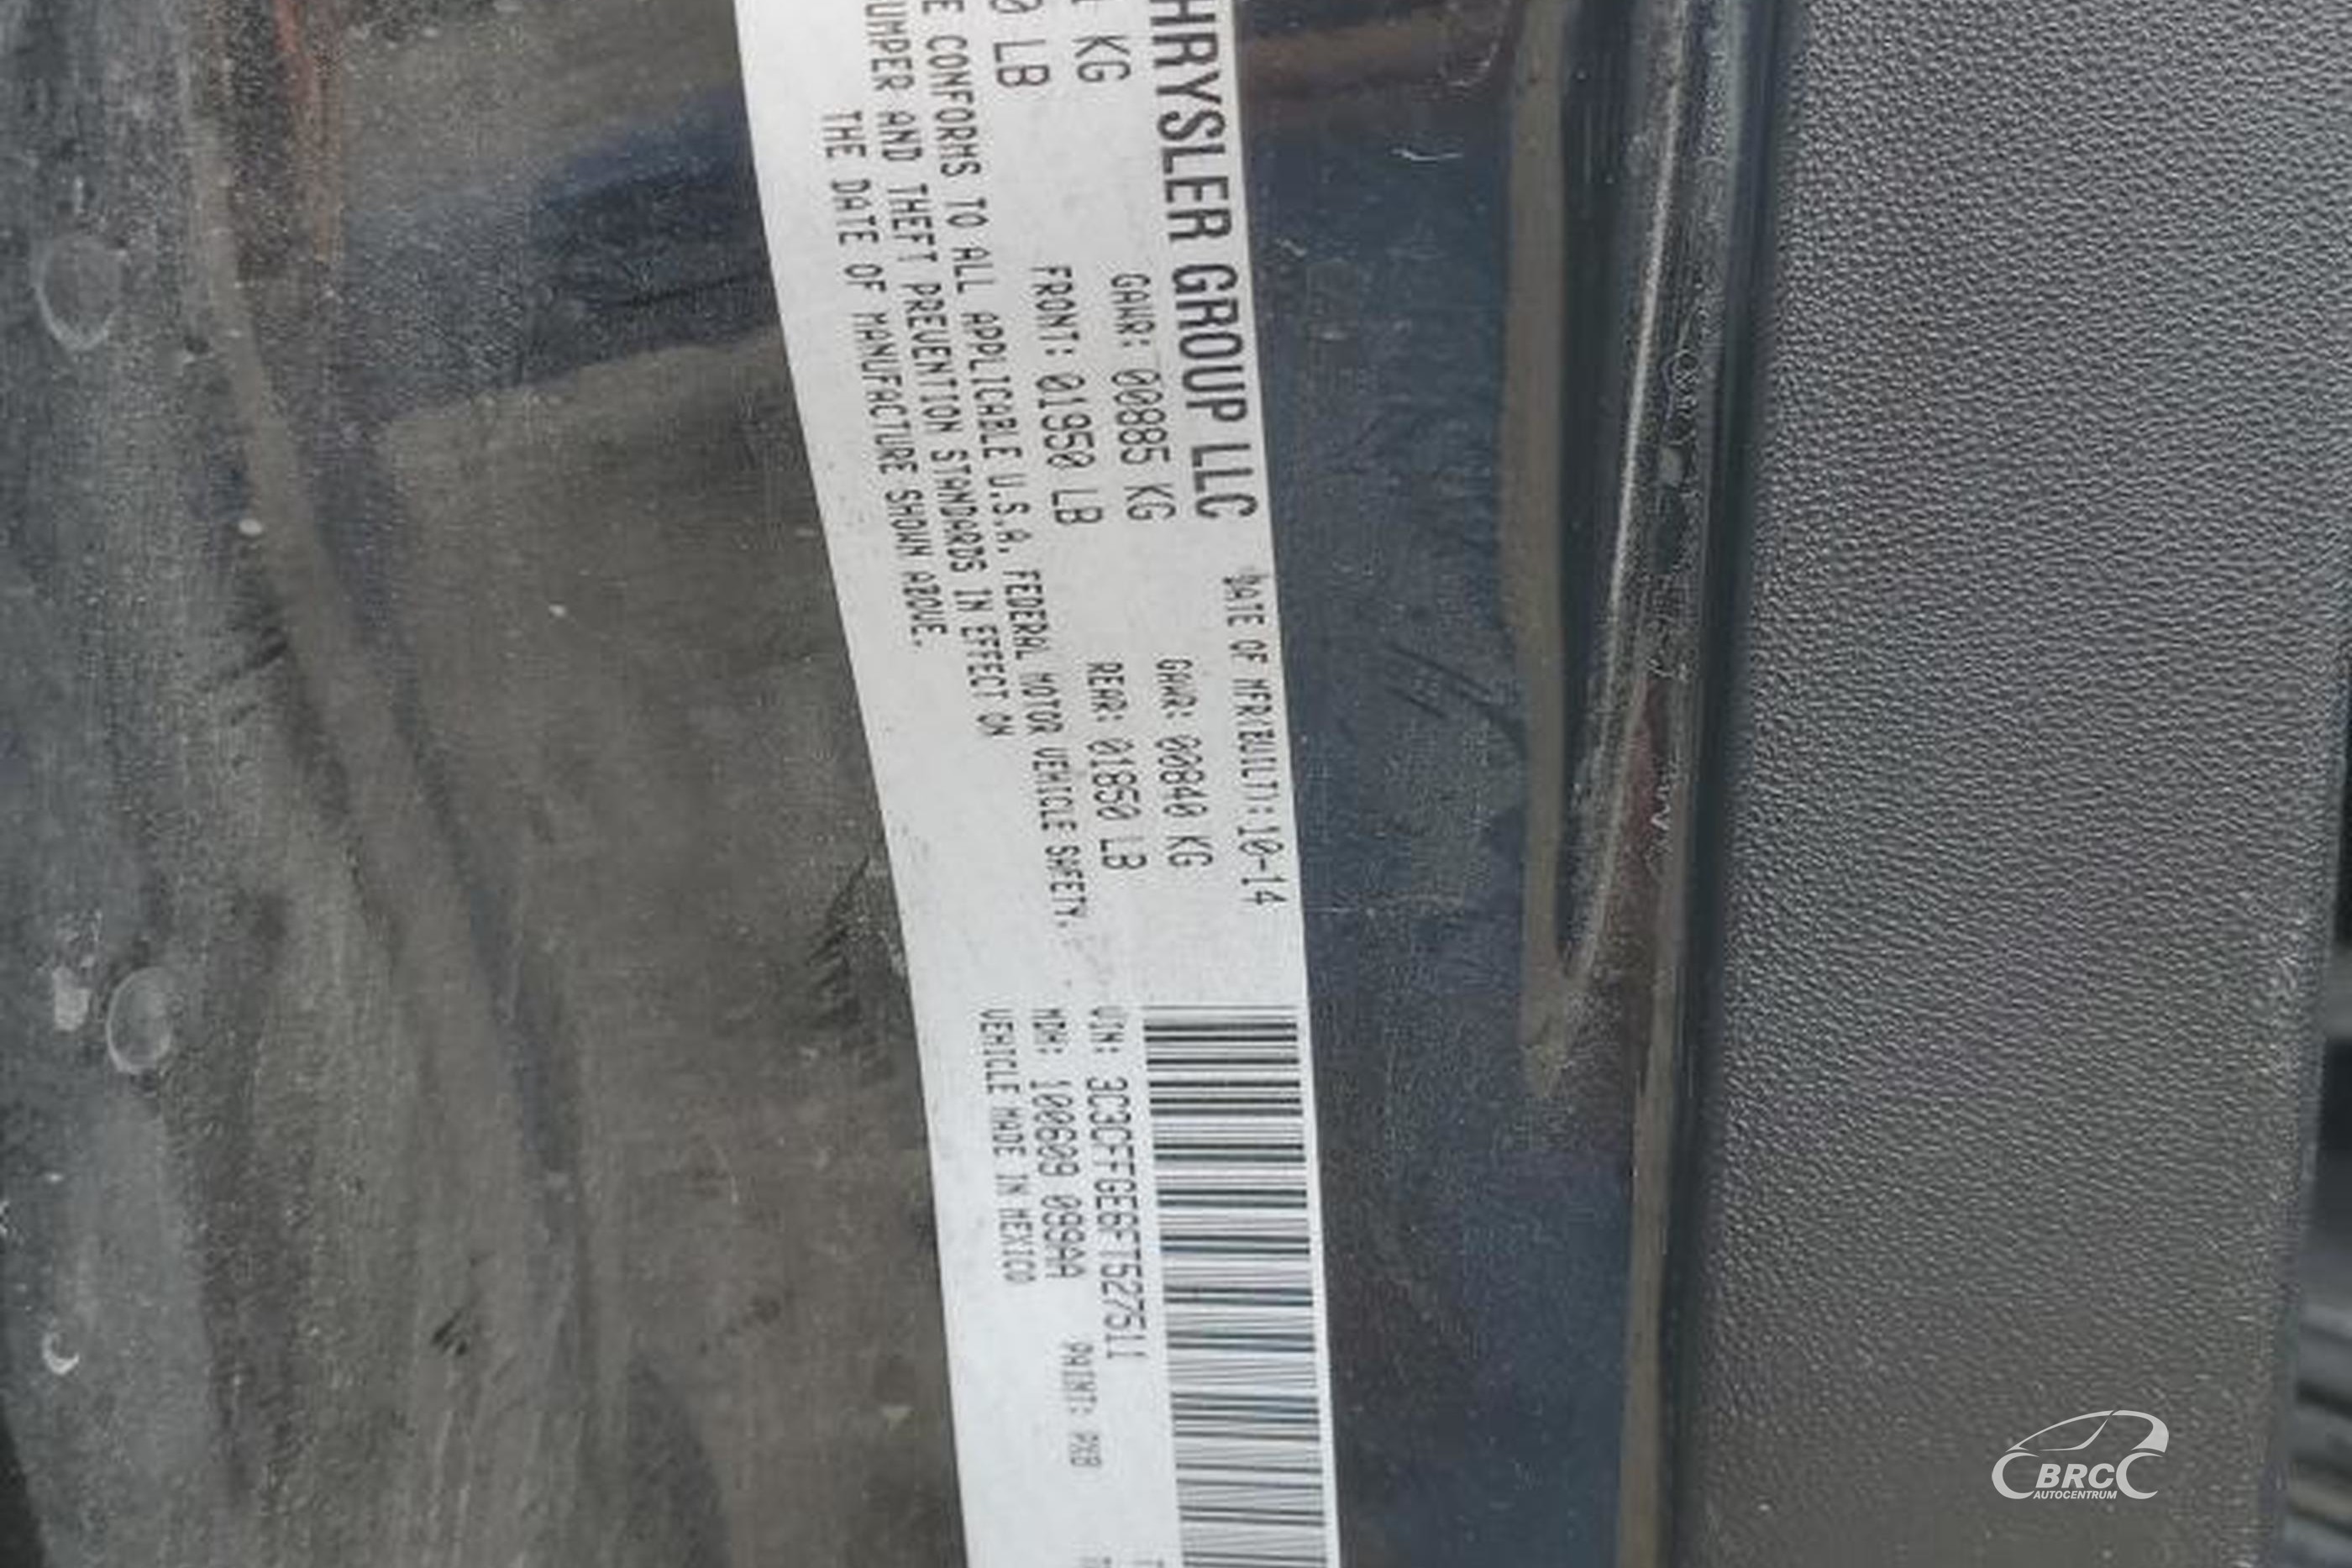 HRYSLER GROUP LLC
DATE OF MFR(BUILT): 10-14
KG
GAWR: 00885 KG
GAWR: 00840 KG
0 LB
FRONT: 01950 LB
REAR: 01850 LB
E CONFORMS TO ALL APPLICABLE U.S.A. FEDERAL MOTOR VEHICLE SAFETY,
UMPER AND THEFT PREVENTION STANDARDS IN EFFECT ON
THE DATE OF MANUFACTURE SHOWN ABOVE.
VIN: 3C3CFFGE6FT527511
MDH: 100609 099AA
PAINT: PXB
VEHICLE MADE IN MEXICO
BRC
AUTOCENTRUM